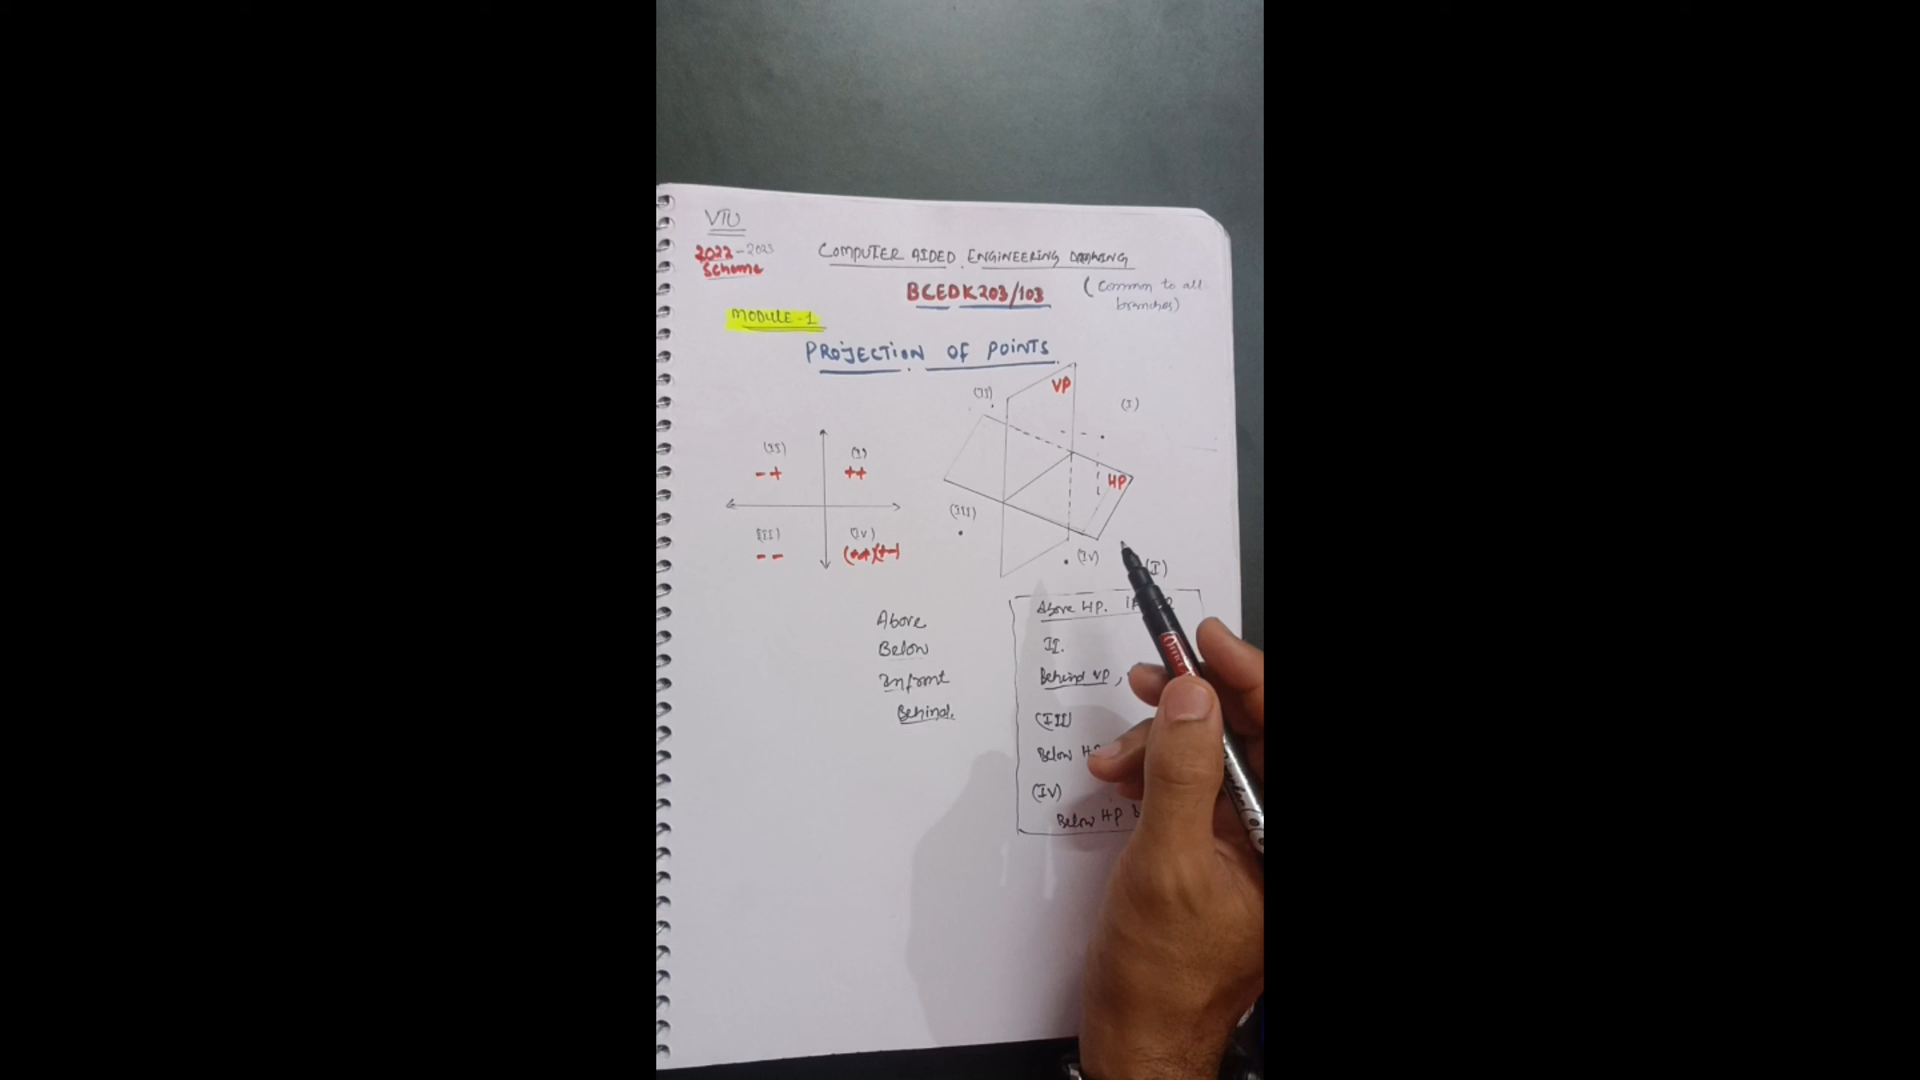 VTU
2022-2023
Scheme
COMPUTER AIDED ENGINEERING DRAWING
BCEDK203/103
(Common to all
branches)
MODULE-1
PROJECTION OF POINTS
VP
HP
(II)
(I)
(III)
(IV)
(II)
-+
(I)
++
(III)
--
(IV)
(+-)
(I)
Above HP.
II.
Behind VP,
(III)
Below HP
(IV)
Below HP &
Above
Below
Infront
Behind.